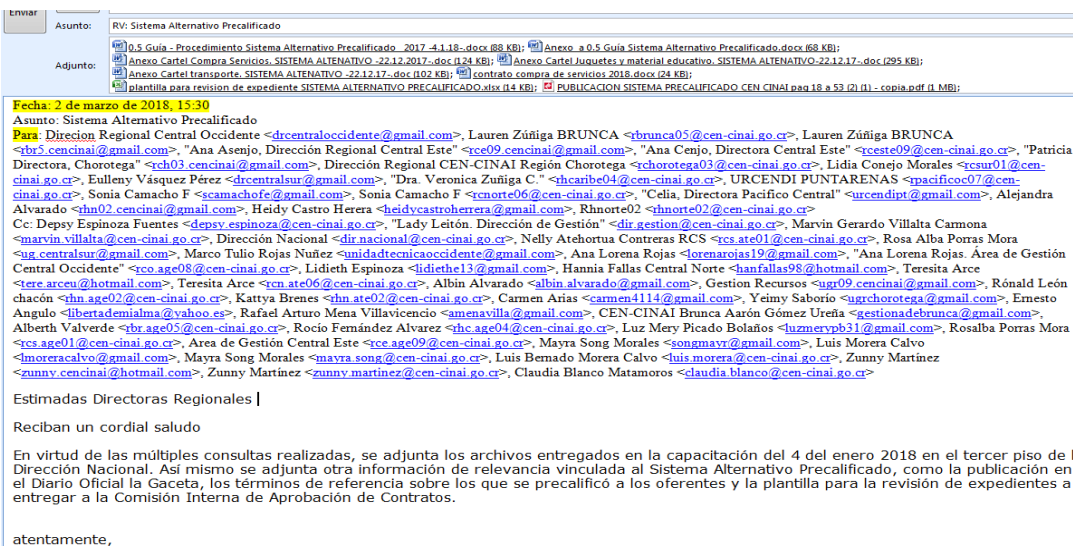 Enviar
Asunto: RV: Sistema Alternativo Precalificado
Adjunto: 0.5 Guía - Procedimiento Sistema Alternativo Precalificado_ 2017 -4.1.18-.docx (88 KB); Anexo a 0.5 Guía Sistema Alternativo Precalificado.docx (68 KB);
Anexo Cartel Compra Servicios. SISTEMA ALTENATIVO -22.12.2017-.doc (124 KB); Anexo Cartel Juguetes y material educativo. SISTEMA ALTENATIVO-22.12.17-.doc (295 KB);
Anexo Cartel transporte. SISTEMA ALTENATIVO -22.12.17-.doc (102 KB); contrato compra de servicios 2018.docx (24 KB);
plantilla para revision de expediente SISTEMA ALTERNATIVO PRECALIFICADO.xlsx (14 KB); PUBLICACION SISTEMA PRECALIFICADO CEN CINAI pag 18 a 53 (2) (1) - copia.pdf (1 MB);
Fecha: 2 de marzo de 2018, 15:30
Asunto: Sistema Alternativo Precalificado
Para: Direcion Regional Central Occidente <drcentraloccidente@gmail.com>, Lauren Zúñiga BRUNCA <rbrunca05@cen-cinai.go.cr>, Lauren Zúñiga BRUNCA
<rbr5.cencinai@gmail.com>, "Ana Asenjo, Dirección Regional Central Este" <rce09.cencinai@gmail.com>, "Ana Cenjo, Directora Central Este" <rceste09@cen-cinai.go.cr>, "Patricia
Directora, Chorotega" <rch03.cencinai@gmail.com>, Dirección Regional CEN-CINAI Región Chorotega <rchorotega03@cen-cinai.go.cr>, Lidia Conejo Morales <rcsur01@cen-
cinai.go.cr>, Eulleny Vásquez Pérez <drcentralsur@gmail.com>, "Dra. Veronica Zuñiga C." <rhcaribe04@cen-cinai.go.cr>, URCENDI PUNTARENAS <rpacificoc07@cen-
cinai.go.cr>, Sonia Camacho F <scamachofe@gmail.com>, Sonia Camacho F <rcnorte06@cen-cinai.go.cr>, "Celia, Directora Pacifico Central" <urcendipt@gmail.com>, Alejandra
Alvarado <rhn02.cencinai@gmail.com>, Heidy Castro Herera <heidycastroherrera@gmail.com>, Rhnorte02 <rhnorte02@cen-cinai.go.cr>
Cc: Depsy Espinoza Fuentes <depsy.espinoza@cen-cinai.go.cr>, "Lady Leitón. Dirección de Gestión" <dir.gestion@cen-cinai.go.cr>, Marvin Gerardo Villalta Carmona
<marvin.villalta@cen-cinai.go.cr>, Dirección Nacional <dir.nacional@cen-cinai.go.cr>, Nelly Atehortua Contreras RCS <rcs.ate01@cen-cinai.go.cr>, Rosa Alba Porras Mora
<ug.centralsur@gmail.com>, Marco Tulio Rojas Nuñez <unidadtecnicaoccidente@gmail.com>, Ana Lorena Rojas <lorenarojas19@gmail.com>, "Ana Lorena Rojas. Área de Gestión
Central Occidente" <rco.age08@cen-cinai.go.cr>, Lidieth Espinoza <lidiethe13@gmail.com>, Hannia Fallas Central Norte <hanfallas98@hotmail.com>, Teresita Arce
<tere.arceu@hotmail.com>, Teresita Arce <rcn.ate06@cen-cinai.go.cr>, Albin Alvarado <albin.alvarado@gmail.com>, Gestion Recursos <ugr09.cencinai@gmail.com>, Rónald León
chacón <rhn.age02@cen-cinai.go.cr>, Kattya Brenes <rhn.ate02@cen-cinai.go.cr>, Carmen Arias <carmen4114@gmail.com>, Yeimy Saborío <ugrchorotega@gmail.com>, Ernesto
Angulo <libertademialma@yahoo.es>, Rafael Arturo Mena Villavicencio <amenavilla@gmail.com>, CEN-CINAI Brunca Aarón Gómez Ureña <gestionadebrunca@gmail.com>,
Alberth Valverde <rbr.age05@cen-cinai.go.cr>, Rocío Fernández Alvarez <rhc.age04@cen-cinai.go.cr>, Luz Mery Picado Bolaños <luzmerypb31@gmail.com>, Rosalba Porras Mora
<rcs.age01@cen-cinai.go.cr>, Area de Gestión Central Este <rce.age09@cen-cinai.go.cr>, Mayra Song Morales <songmayr@gmail.com>, Luis Morera Calvo
<lmoreracalvo@gmail.com>, Mayra Song Morales <mayra.song@cen-cinai.go.cr>, Luis Bernado Morera Calvo <luis.morera@cen-cinai.go.cr>, Zunny Martínez
<zunny.cencinai@hotmail.com>, Zunny Martínez <zunny.martinez@cen-cinai.go.cr>, Claudia Blanco Matamoros <claudia.blanco@cen-cinai.go.cr>
Estimadas Directoras Regionales
Reciban un cordial saludo
En virtud de las múltiples consultas realizadas, se adjunta los archivos entregados en la capacitación del 4 del enero 2018 en el tercer piso de l
Dirección Nacional. Así mismo se adjunta otra información de relevancia vinculada al Sistema Alternativo Precalificado, como la publicación en
el Diario Oficial la Gaceta, los términos de referencia sobre los que se precalificó a los oferentes y la plantilla para la revisión de expedientes a
entregar a la Comisión Interna de Aprobación de Contratos.
atentamente,